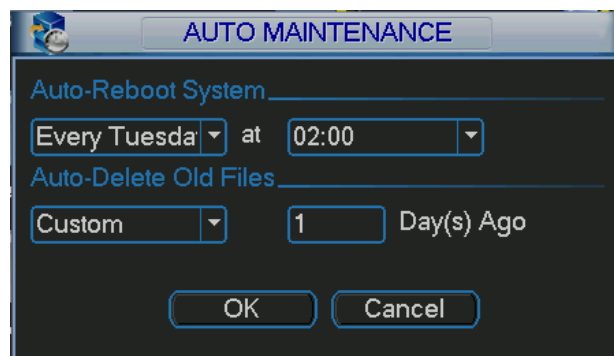 AUTO MAINTENANCE
Auto-Reboot System
Every Tuesda at 02:00
Auto-Delete Old Files
Custom 1 Day(s) Ago
OK Cancel